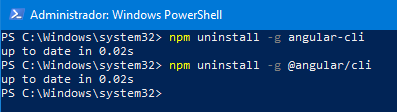 Administrador: Windows PowerShell
PS C:\Windows\system32> npm uninstall -g angular-cli
up to date in 0.02s
PS C:\Windows\system32> npm uninstall -g @angular/cli
up to date in 0.02s
PS C:\Windows\system32>